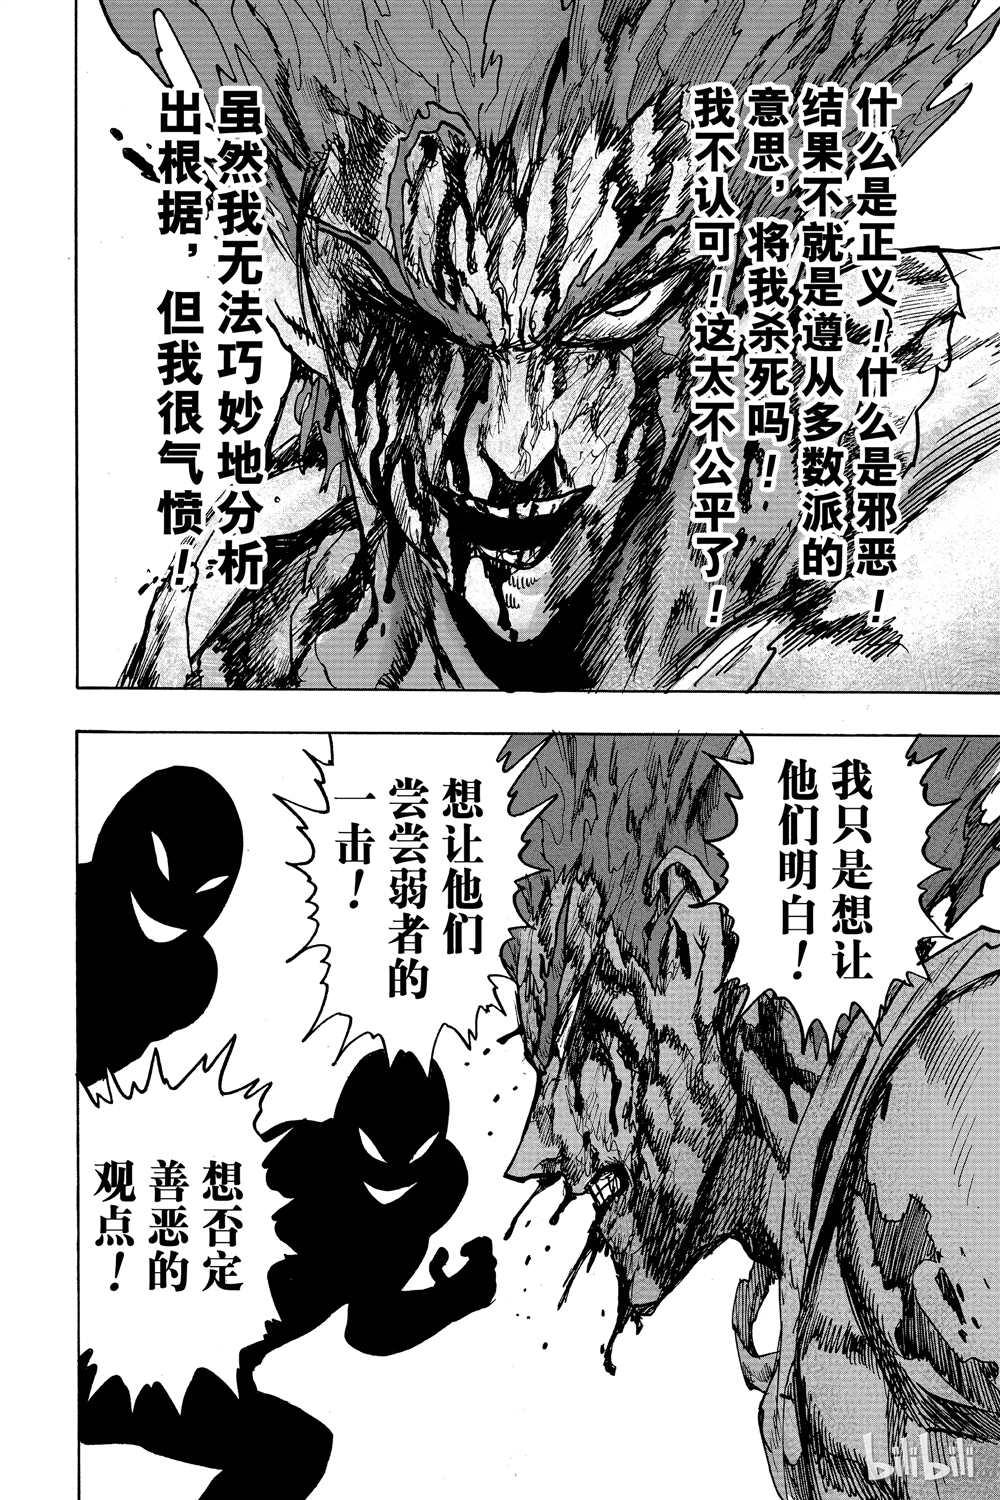 什么是正义！什么是邪恶！
结果不就是遵从多数派的
意思，将我杀死吗！
我不认可！这太不公平了！
虽然我无法巧妙地分析
出根据，但我很气愤！
我只是想让
他们明白！
想让他们
尝尝弱者的
一击！
想否定
善恶的
观点！
bilibili